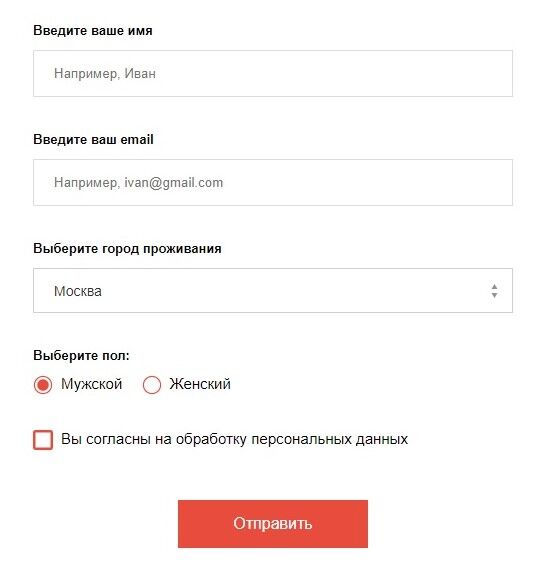 Введите ваше имя
Например, Иван
Введите ваш email
Например, ivan@gmail.com
Выберите город проживания
Москва
Выберите пол:
Мужской Женский
Вы согласны на обработку персональных данных
Отправить